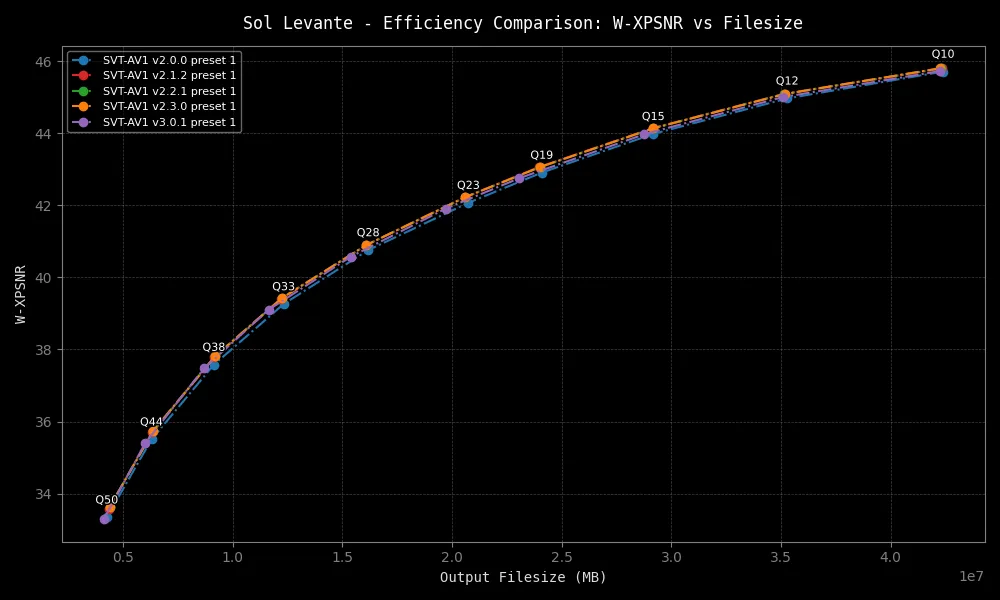 Sol Levante - Efficiency Comparison: W-XPSNR vs Filesize
SVT-AV1 v2.0.0 preset 1
SVT-AV1 v2.1.2 preset 1
SVT-AV1 v2.2.1 preset 1
SVT-AV1 v2.3.0 preset 1
SVT-AV1 v3.0.1 preset 1
Q10
Q12
Q15
Q19
Q23
Q28
Q33
Q38
Q44
Q50
46
44
42
40
38
36
34
W-XPSNR
0.5 1.0 1.5 2.0 2.5 3.0 3.5 4.0
1e7
Output Filesize (MB)